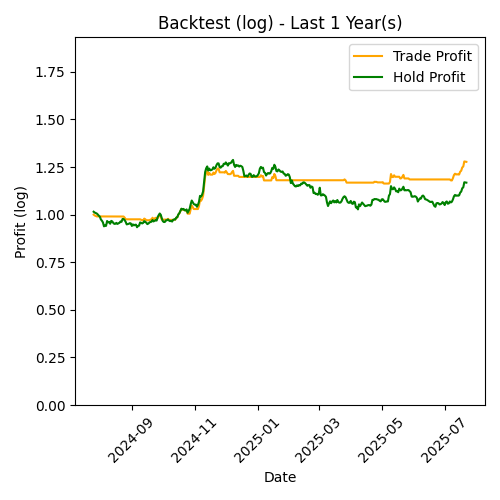 Backtest (log) - Last 1 Year(s)
Trade Profit
Hold Profit
Profit (log)
1.75
1.50
1.25
1.00
0.75
0.50
0.25
0.00
2024-09
2024-11
2025-01
2025-03
2025-05
2025-07
Date